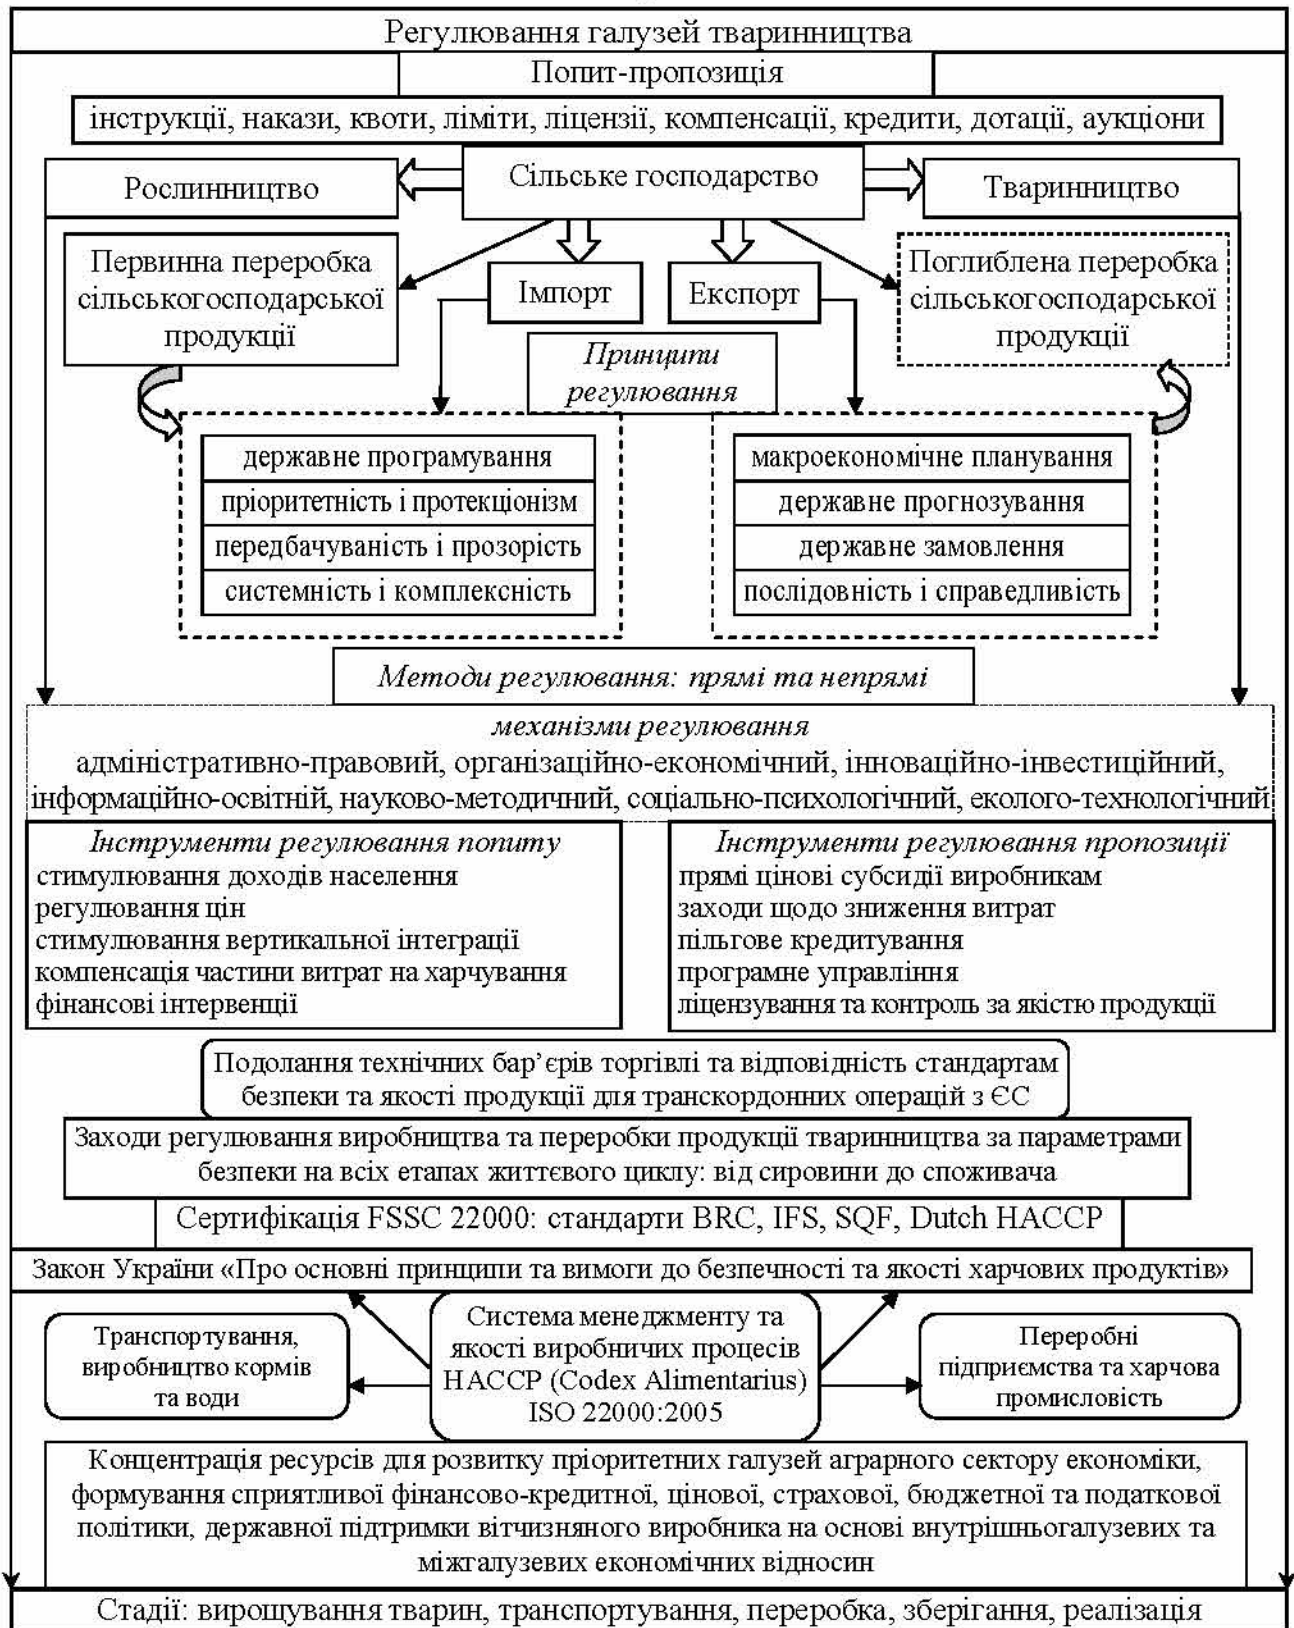 Регулювання галузей тваринництва
Попит-пропозиція
інструкції, накази, квоти, ліміти, ліцензії, компенсації, кредити, дотації, аукціони
Рослинництво
Сільське господарство
Тваринництво
Первинна переробка
сільськогосподарської
продукції
Імпорт
Експорт
Поглиблена переробка
сільськогосподарської
продукції
Принципи
регулювання
державне програмування
пріоритетність і протекціонізм
передбачуваність і прозорість
системність і комплексність
макроекономічне планування
державне прогнозування
державне замовлення
послідовність і справедливість
Методи регулювання: прямі та непрямі
механізми регулювання
адміністративно-правовий, організаційно-економічний, інноваційно-інвестиційний,
інформаційно-освітній, науково-методичний, соціально-психологічний, еколого-технологічний
Інструменти регулювання попиту
стимулювання доходів населення
регулювання цін
стимулювання вертикальної інтеграції
компенсація частини витрат на харчування
фінансові інтервенції
Інструменти регулювання пропозиції
прямі цінові субсидії виробникам
заходи щодо зниження витрат
пільгове кредитування
програмне управління
ліцензування та контроль за якістю продукції
Подолання технічних бар’єрів торгівлі та відповідність стандартам
безпеки та якості продукції для транскордонних операцій з ЄС
Заходи регулювання виробництва та переробки продукції тваринництва за параметрами
безпеки на всіх етапах життєвого циклу: від сировини до споживача
Сертифікація FSSC 22000: стандарти BRC, IFS, SQF, Dutch HACCP
Закон України «Про основні принципи та вимоги до безпечності та якості харчових продуктів»
Транспортування,
виробництво кормів
та води
Система менеджменту та
якості виробничих процесів
HACCP (Codex Alimentarius)
ISO 22000:2005
Переробні
підприємства та харчова
промисловість
Концентрація ресурсів для розвитку пріоритетних галузей аграрного сектору економіки,
формування сприятливої фінансово-кредитної, цінової, страхової, бюджетної та податкової
політики, державної підтримки вітчизняного виробника на основі внутрішньогалузевих та
міжгалузевих економічних відносин
Стадії: вирощування тварин, транспортування, переробка, зберігання, реалізація